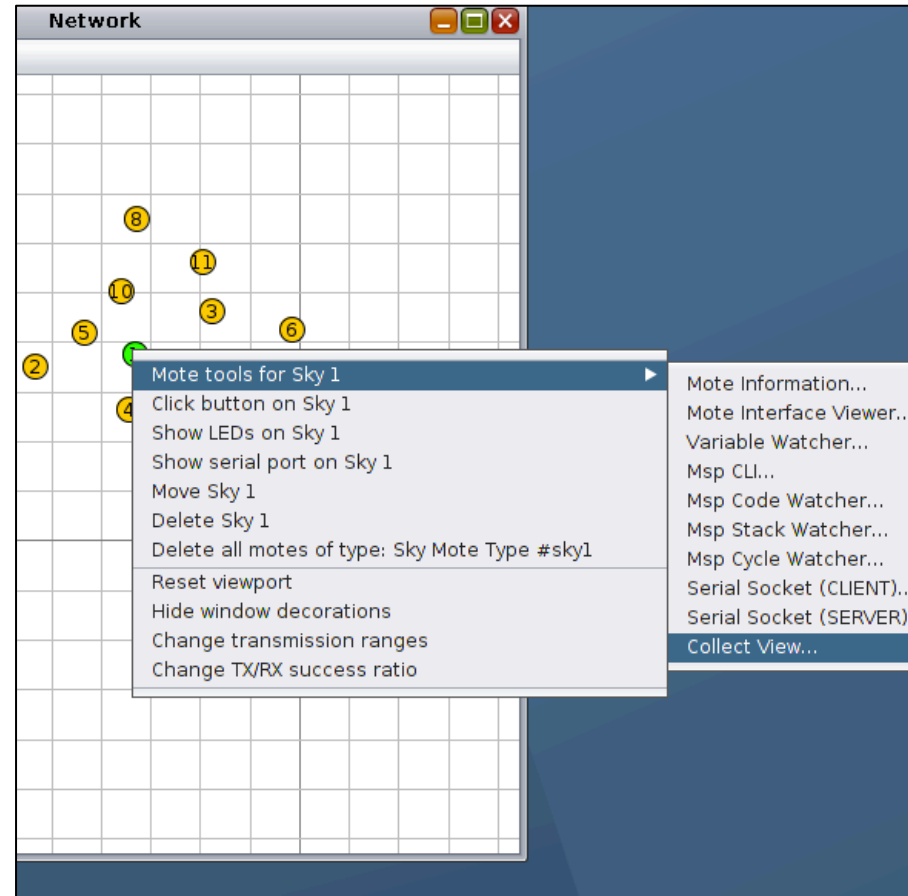 Network
8
11
10
3
5
6
2
4
Mote tools for Sky 1
Click button on Sky 1
Show LEDs on Sky 1
Show serial port on Sky 1
Move Sky 1
Delete Sky 1
Delete all motes of type: Sky Mote Type #sky1
Reset viewport
Hide window decorations
Change transmission ranges
Change TX/RX success ratio
Mote Information...
Mote Interface Viewer..
Variable Watcher...
Msp CLI...
Msp Code Watcher...
Msp Stack Watcher...
Msp Cycle Watcher...
Serial Socket (CLIENT)..
Serial Socket (SERVER)
Collect View...